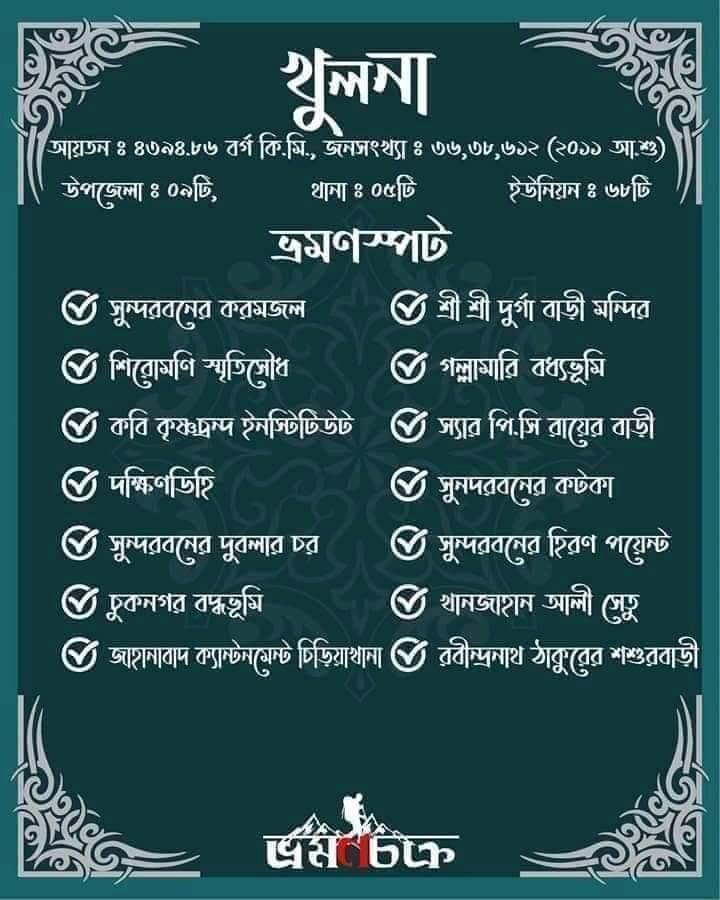 খুলনা
আয়তন ঃ ৪৩৯৪.৮৬ বর্গ কি.মি., জনসংখ্যা ঃ ৩৬,৩৮,৬১২ (২০১১ আ.শু)
উপজেলা ঃ ০৯টি, থানা ঃ ০৫টি ইউনিয়ন ঃ ৬৮টি
ভ্রমণস্পট
সুন্দরবনের করমজল
শ্রী শ্রী দুর্গা বাড়ী মন্দির
শিরোমণি স্মৃতিসৌধ
গল্লামারি বধ্যভূমি
কবি কৃষ্ণচন্দ্র ইনস্টিটিউট
স্যার পি.সি রায়ের বাড়ী
দক্ষিণডিহি
সুনদরবনের কটকা
সুন্দরবনের দুবলার চর
সুন্দরবনের হিরণ পয়েন্ট
চুকনগর বদ্ধভূমি
খানজাহান আলী সেতু
জাহানাবাদ ক্যান্টনমেন্ট চিড়িয়াখানা
রবীন্দ্রনাথ ঠাকুরের শশুরবাড়ী
ভ্রমণচক্র